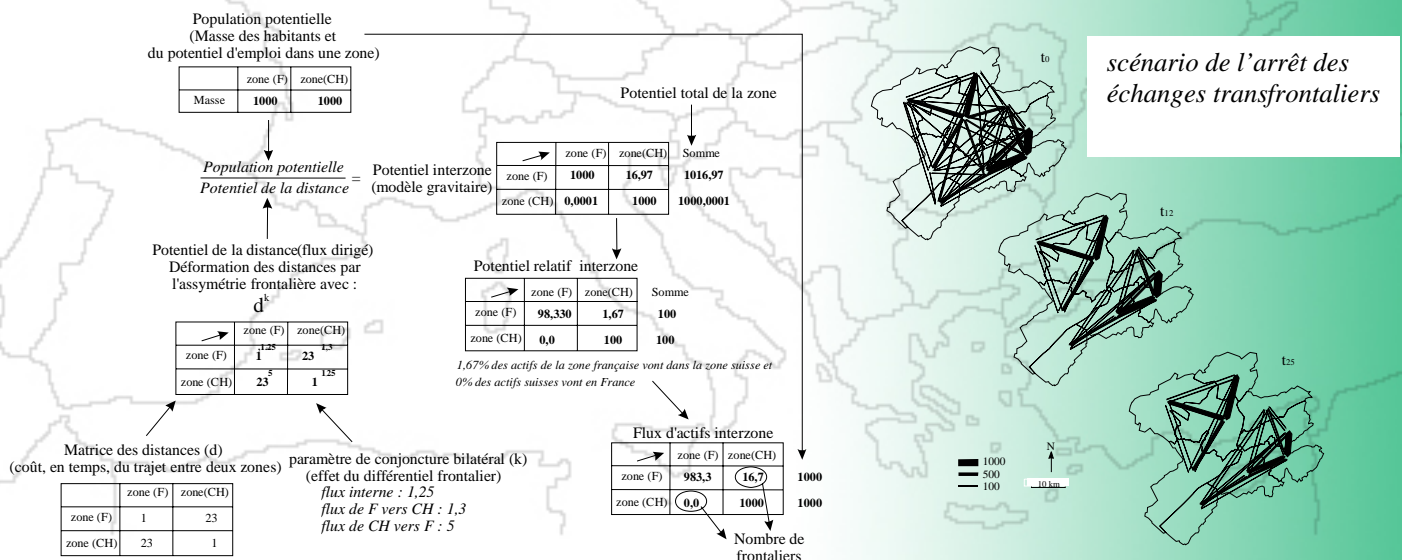 Population potentielle
(Masse des habitants et
du potentiel d'emploi dans une zone)
zone (F) zone(CH)
Masse 1000 1000
Population potentielle
Potentiel de la distance
=
Potentiel de la distance(flux dirigé)
Déformation des distances par
l'assymétrie frontalière avec :
d^k
zone (F) zone(CH)
zone (F) 1^1.25 23^1,3
zone (CH) 23^5 1^125
Matrice des distances (d)
(coût, en temps, du trajet entre deux zones)
zone (F) zone(CH)
zone (F) 1 23
zone (CH) 23 1
paramètre de conjoncture bilatéral (k)
(effet du différentiel frontalier)
flux interne : 1,25
flux de F vers CH : 1,3
flux de CH vers F : 5
Potentiel total de la zone
Potentiel interzone
(modèle gravitaire)
zone (F) zone(CH) Somme
zone (F) 1000 16,97 1016,97
zone (CH) 0,0001 1000 1000,0001
Potentiel relatif interzone
zone (F) zone(CH) Somme
zone (F) 98,330 1,67 100
zone (CH) 0,0 100 100
1,67% des actifs de la zone française vont dans la zone suisse et
0% des actifs suisses vont en France
Flux d'actifs interzone
zone (F) zone(CH)
zone (F) 983,3 16,7 1000
zone (CH) 0,0 1000 1000
Nombre de
frontaliers
scénario de l'arrêt des
échanges transfrontaliers
t0
t12
t25
1000
500
100
N
10 km